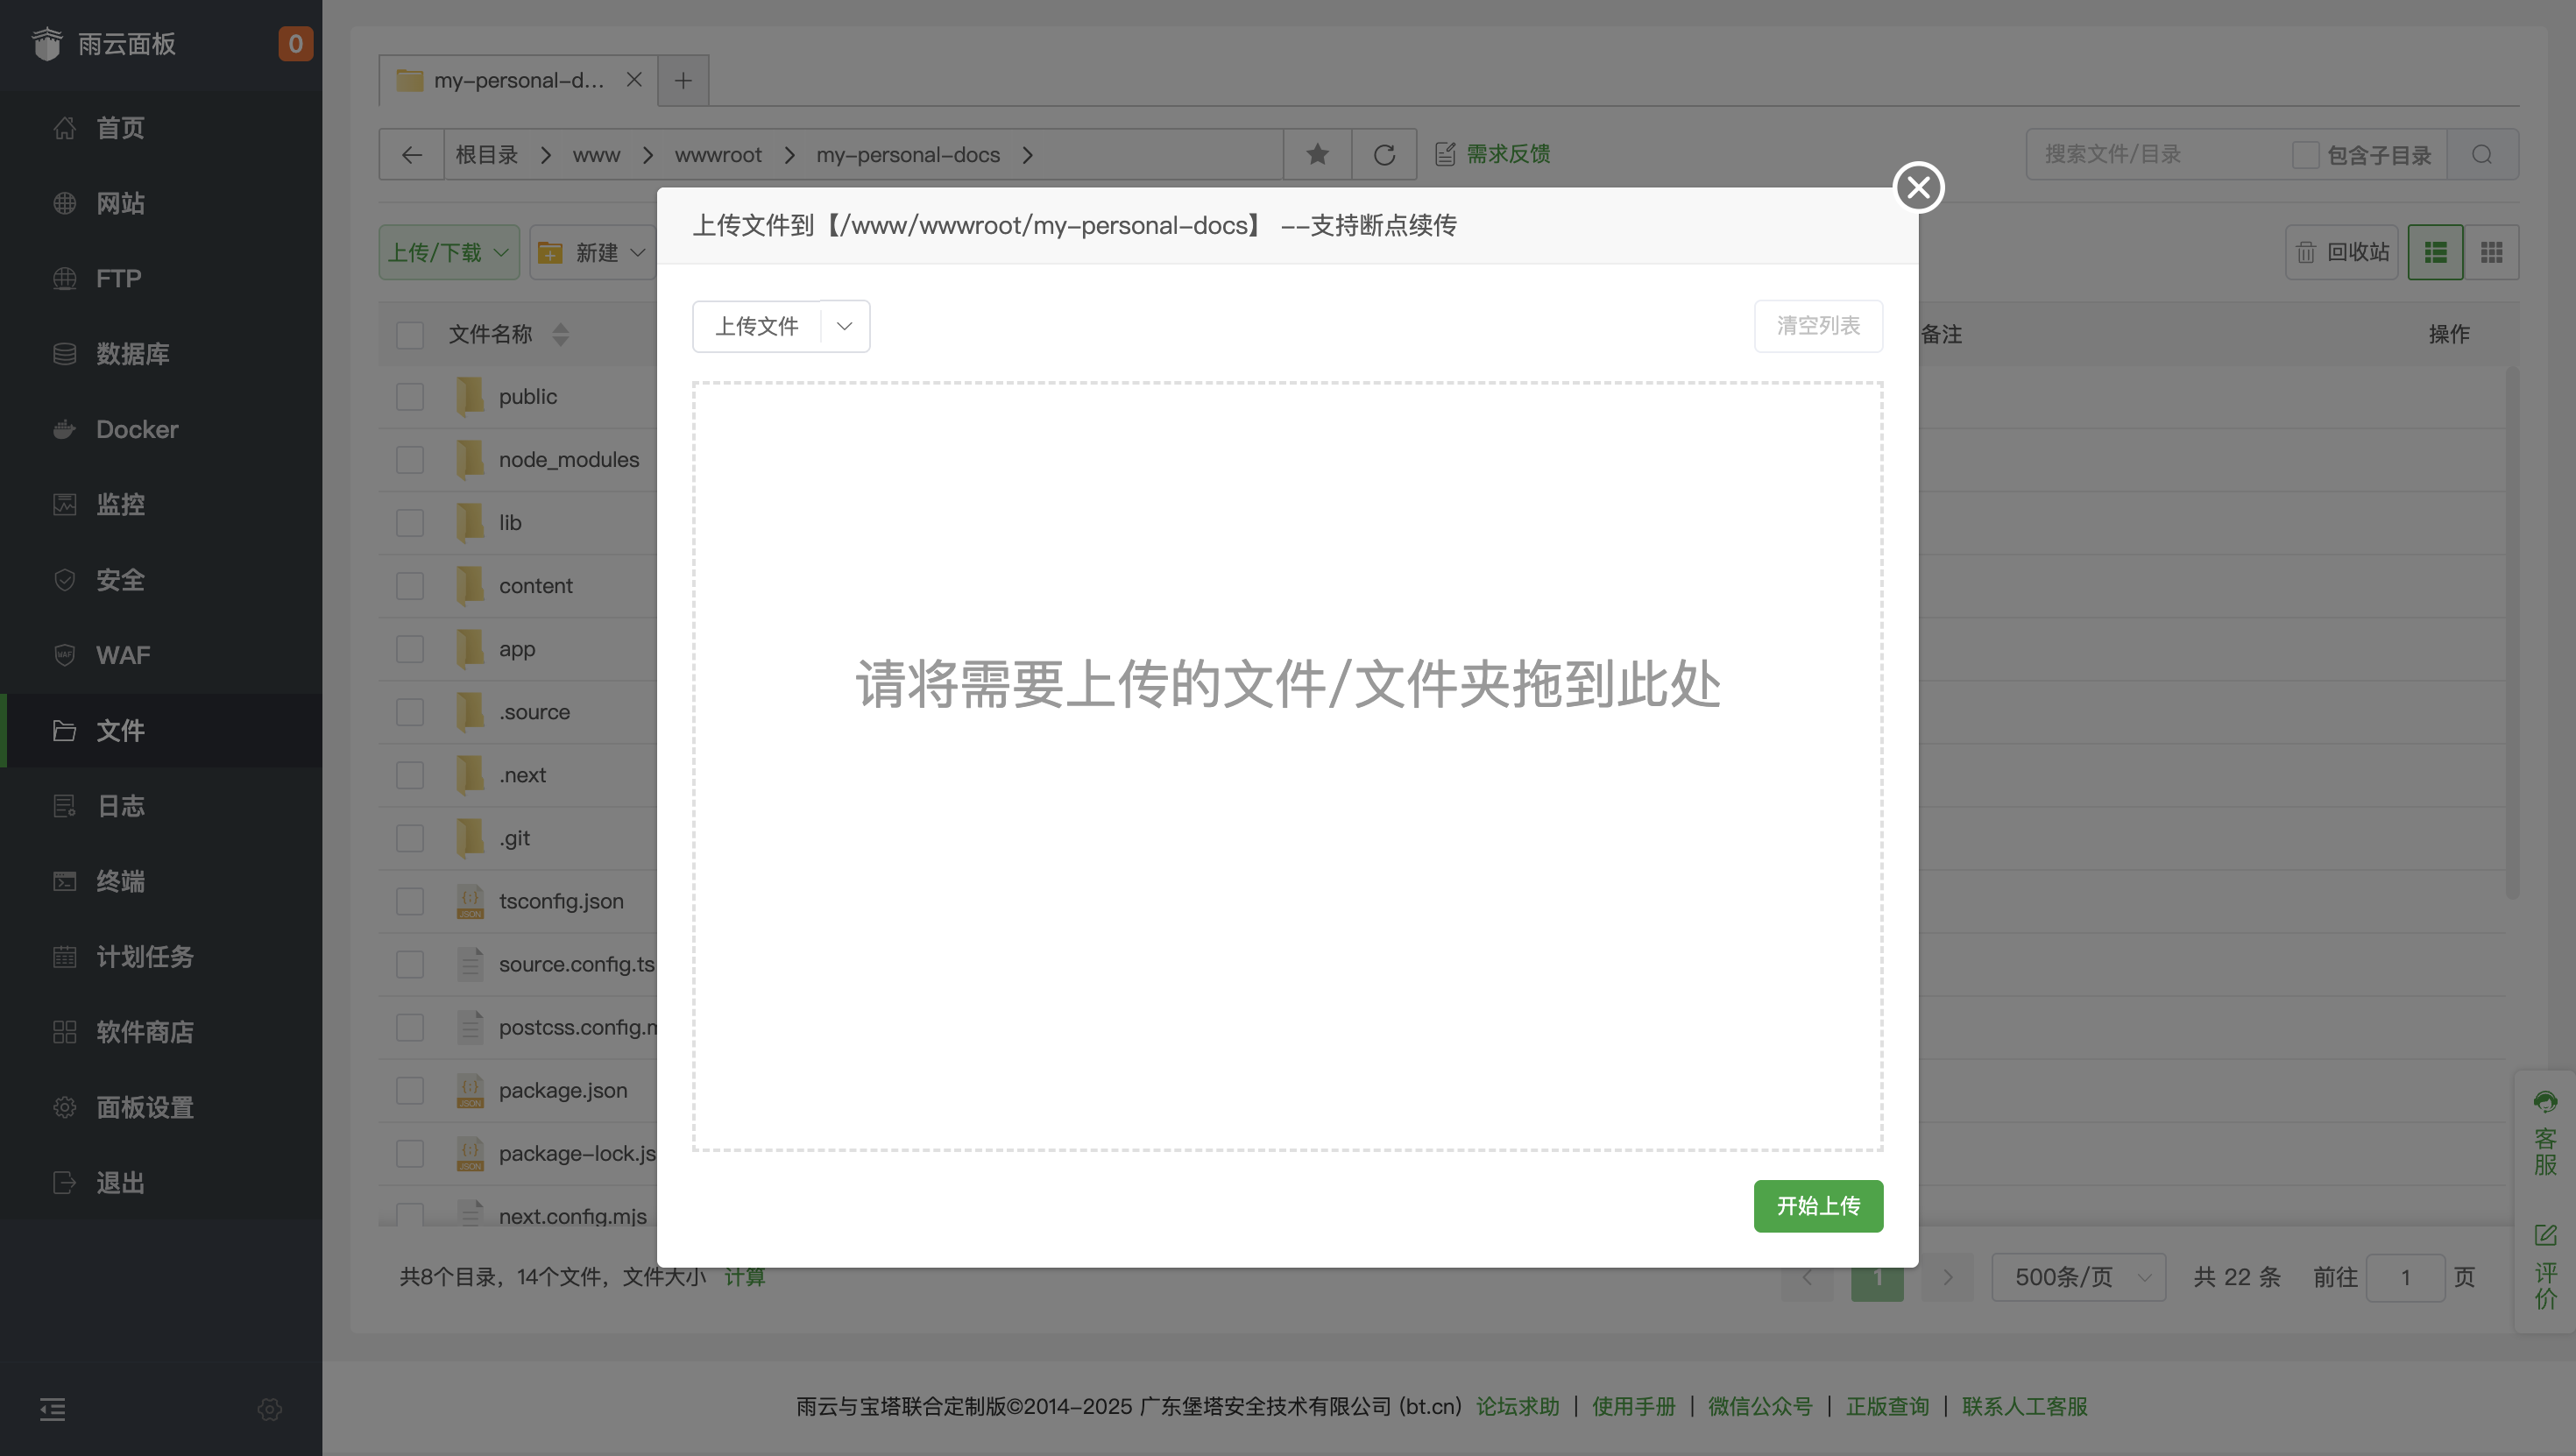 雨云面板
0
首页
网站
FTP
数据库
Docker
监控
安全
WAF
文件
日志
终端
计划任务
软件商店
面板设置
退出
my-personal-d...
根目录 www wwwroot my-personal-docs
需求反馈
搜索文件/目录
包含子目录
上传/下载
新建
回收站
文件名称
备注
操作
public
node_modules
lib
content
app
.source
.next
.git
tsconfig.json
source.config.ts
postcss.config.m
package.json
package-lock.js
next.config.mjs
上传文件到【/www/wwwroot/my-personal-docs】 --支持断点续传
上传文件
清空列表
请将需要上传的文件/文件夹拖到此处
开始上传
共8个目录，14个文件，文件大小 计算
1
500条/页
共 22 条
前往 1 页
客服
评价
雨云与宝塔联合定制版©2014-2025 广东堡塔安全技术有限公司 (bt.cn) 论坛求助 | 使用手册 | 微信公众号 | 正版查询 | 联系人工客服